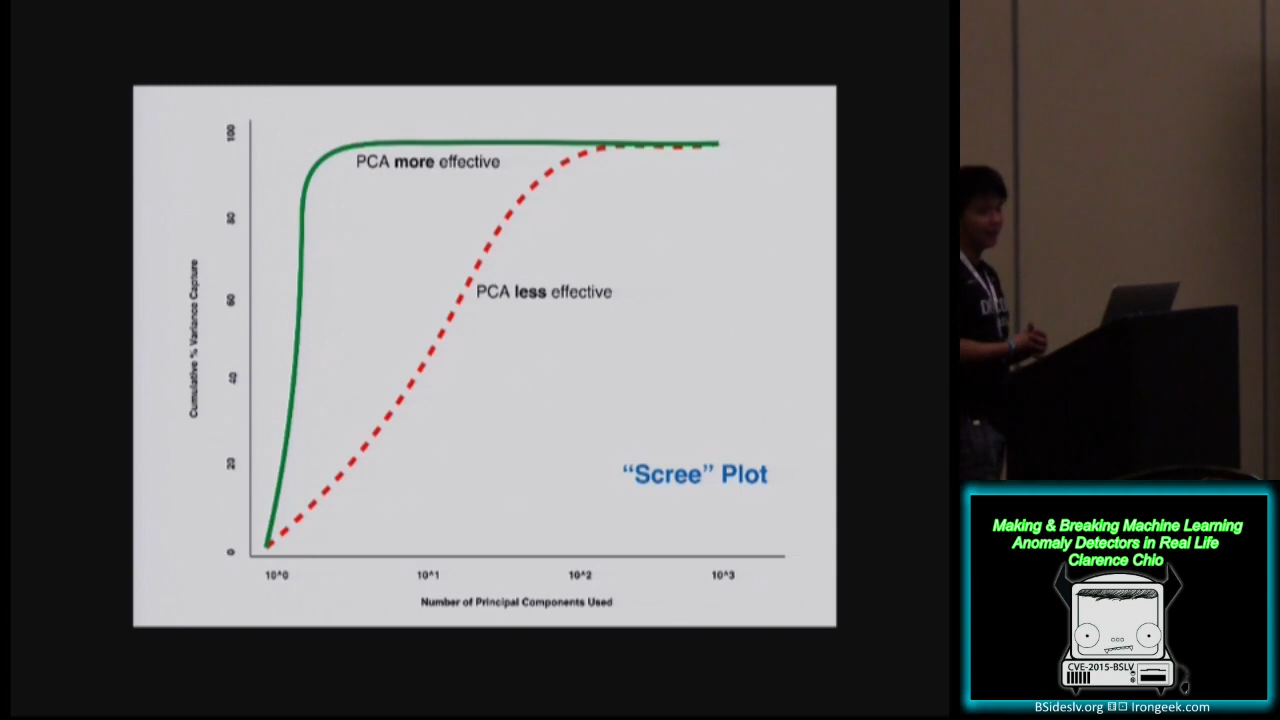 100
80
60
40
20
0
Cumulative % Variance Capture
PCA more effective
PCA less effective
“Scree” Plot
10^0 10^1 10^2 10^3
Number of Principal Components Used
Making & Breaking Machine Learning
Anomaly Detectors in Real Life
Clarence Chio
CVE-2015-BSLV
BSideslv.org Irongeek.com